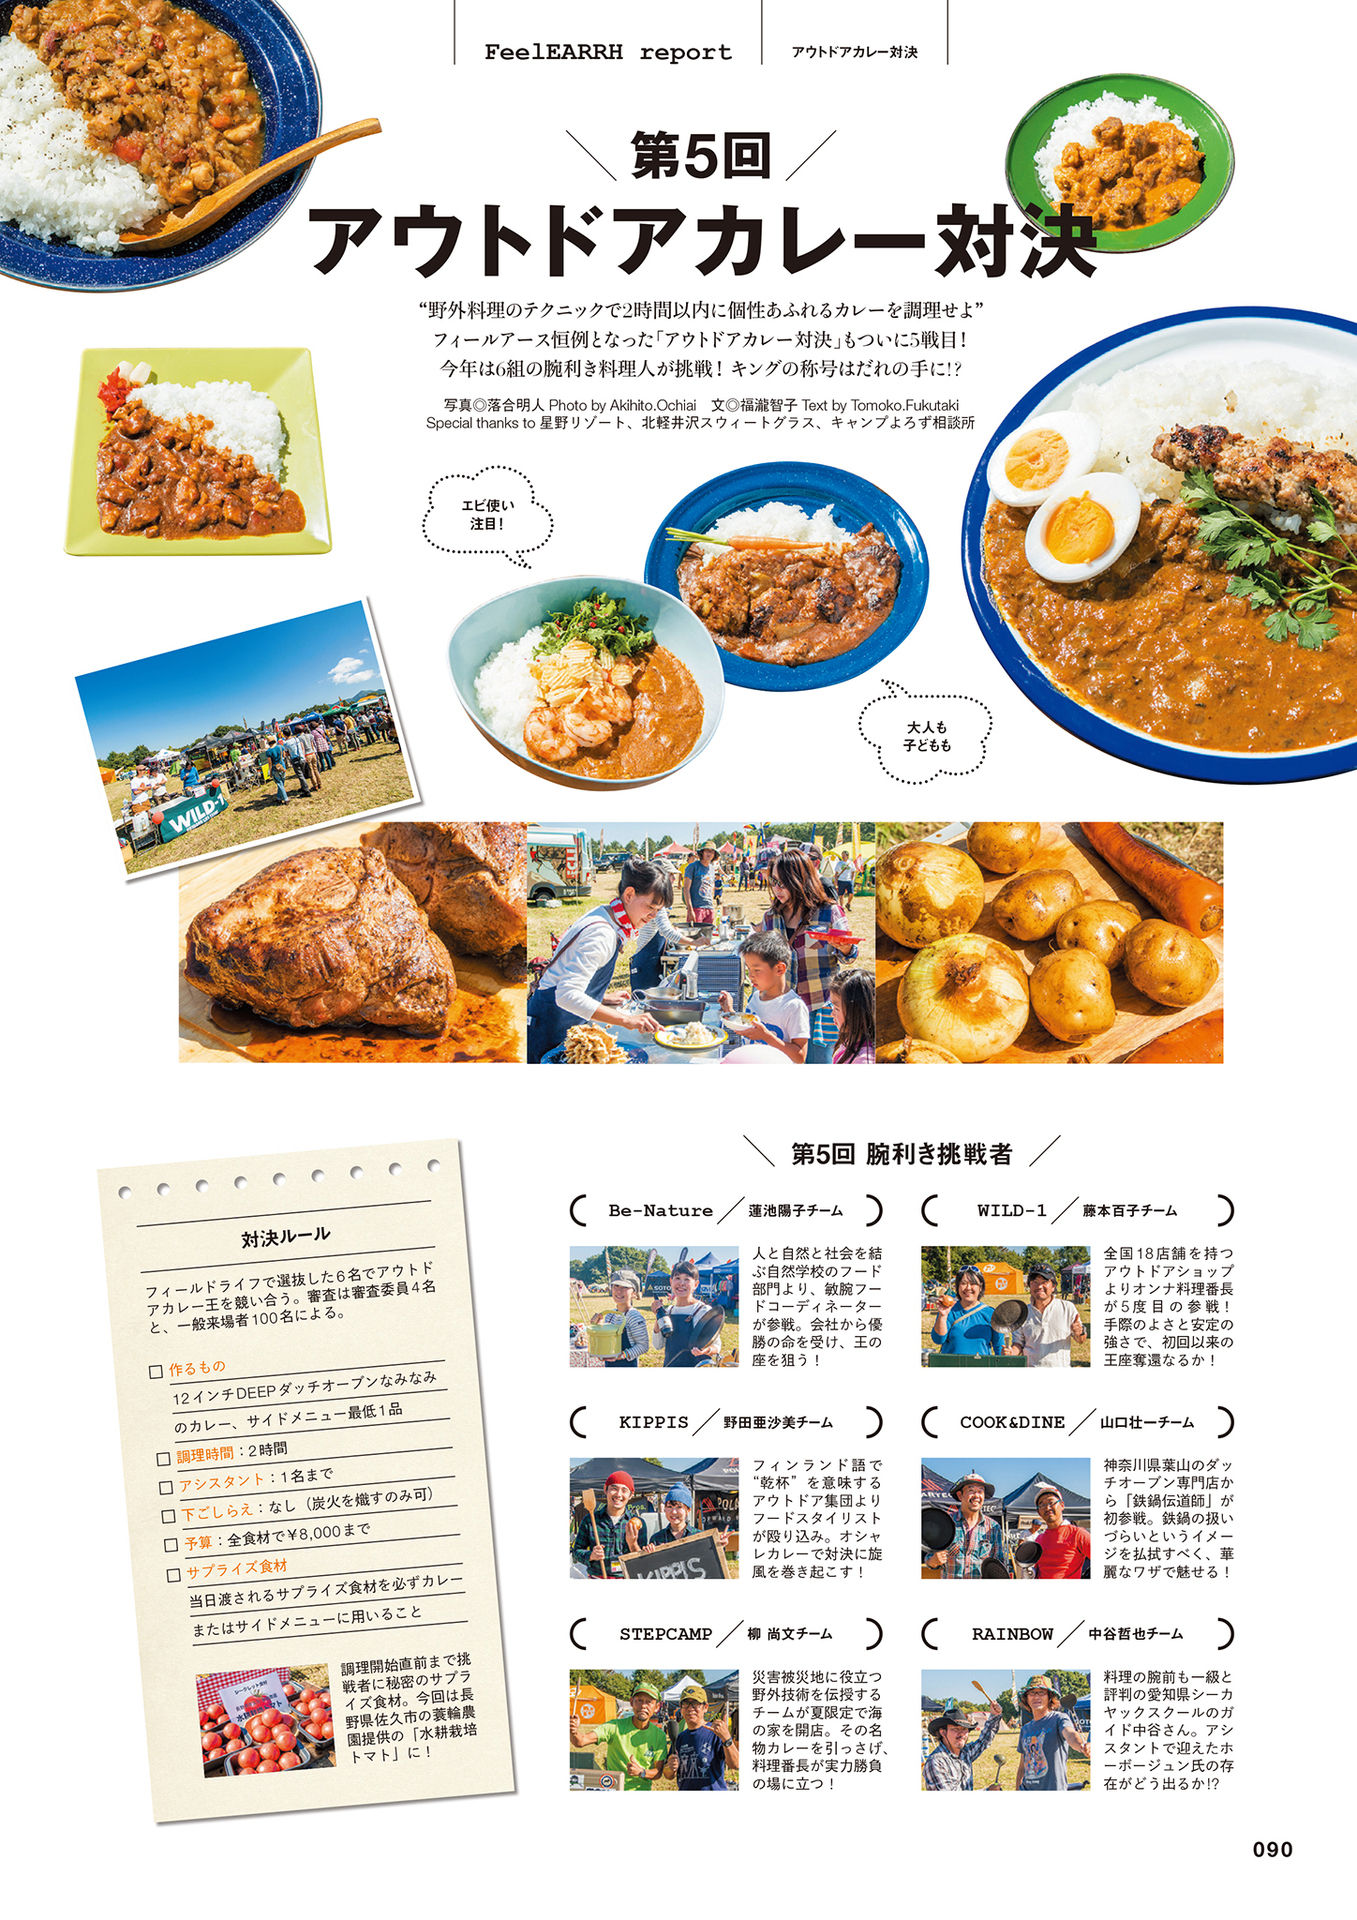 FeelEARRH report
アウトドアカレー対決
第5回
アウトドアカレー対決
“野外料理のテクニックで2時間以内に個性あふれるカレーを調理せよ”
フィールアース恒例となった「アウトドアカレー対決」もついに5戦目！
今年は6組の腕利き料理人が挑戦！ キングの称号はだれの手に!?
写真◎落合明人 Photo by Akihito.Ochiai　文◎福瀧智子 Text by Tomoko.Fukutaki
Special thanks to 星野リゾート、北軽井沢スウィートグラス、キャンプよろず相談所
エビ使い
注目！
大人も
子どもも
WILD-1
対決ルール
フィールドライフで選抜した6名でアウトド
アカレー王を競い合う。審査は審査委員4名
と、一般来場者100名による。
□ 作るもの
12インチDEEPダッチオーブンなみなみ
のカレー、サイドメニュー最低1品
□ 調理時間：2時間
□ アシスタント：1名まで
□ 下ごしらえ：なし（炭火を熾すのみ可）
□ 予算：全食材で¥8,000まで
□ サプライズ食材
当日渡されるサプライズ食材を必ずカレー
またはサイドメニューに用いること
調理開始直前まで挑
戦者に秘密のサプラ
イズ食材。今回は長
野県佐久市の蓑輪農
園提供の「水耕栽培
トマト」に！
第5回 腕利き挑戦者
Be-Nature／蓮池陽子チーム
人と自然と社会を結
ぶ自然学校のフード
部門より、敏腕フー
ドコーディネーター
が参戦。会社から優
勝の命を受け、王の
座を狙う！
WILD-1／藤本百子チーム
全国18店舗を持つ
アウトドアショップ
よりオンナ料理番長
が5度目の参戦！
手際のよさと安定の
強さで、初回以来の
王座奪還なるか！
KIPPIS／野田亜沙美チーム
フィンランド語で
“乾杯”を意味する
アウトドア集団より
フードスタイリスト
が殴り込み。オシャ
レカレーで対決に旋
風を巻き起こす！
KIPPIS
COOK&DINE／山口壮一チーム
神奈川県葉山のダッ
チオーブン専門店か
ら「鉄鍋伝道師」が
初参戦。鉄鍋の扱い
づらいというイメー
ジを払拭すべく、華
麗なワザで魅せる！
STEPCAMP／柳 尚文チーム
災害被災地に役立つ
野外技術を伝授する
チームが夏限定で海
の家を開店。その名
物カレーを引っさげ、
料理番長が実力勝負
の場に立つ！
RAINBOW／中谷哲也チーム
料理の腕前も一級と
評判の愛知県シーカ
ヤックスクールのガ
イド中谷さん。アシ
スタントで迎えたホ
ーボージュン氏の存
在がどう出るか!?
090